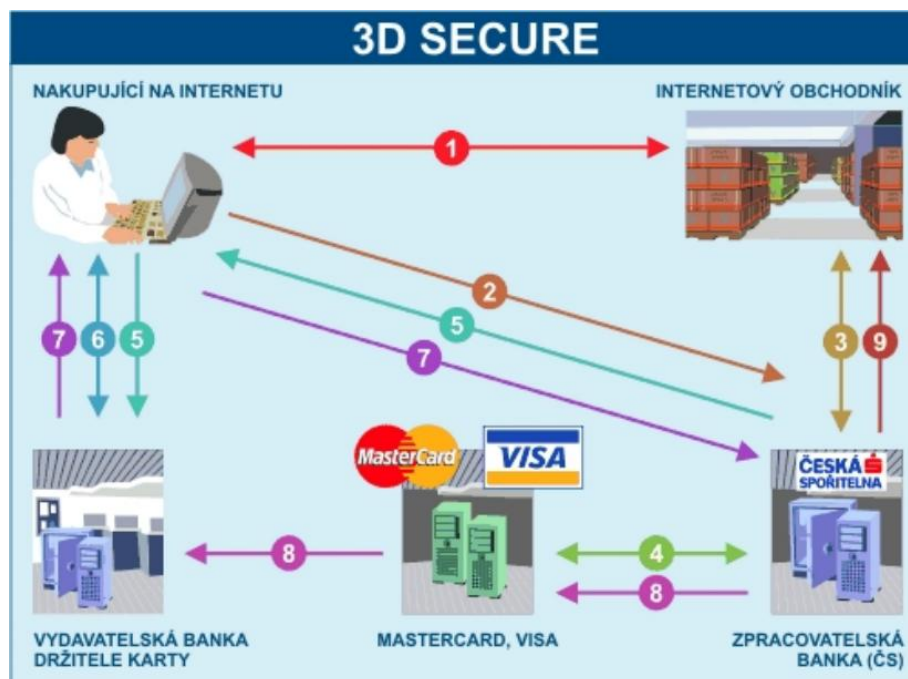 3D SECURE
NAKUPUJÍCÍ NA INTERNETU
INTERNETOVÝ OBCHODNÍK
1
2
5
7
7
6
5
3
9
MasterCard
VISA
ČESKÁ
SPOŘITELNA
8
4
8
VYDAVATELSKÁ BANKA
DRŽITELE KARTY
MASTERCARD, VISA
ZPRACOVATELSKÁ
BANKA (ČS)